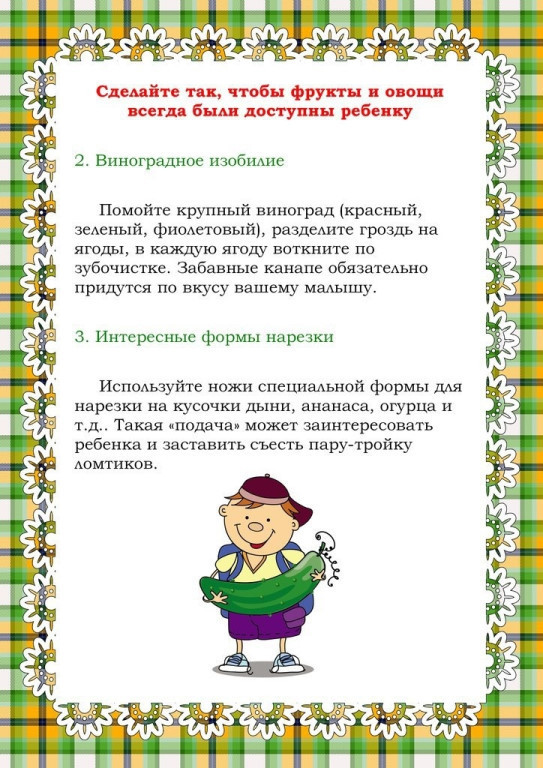 Сделайте так, чтобы фрукты и овощи
всегда были доступны ребенку
2. Виноградное изобилие
Помойте крупный виноград (красный,
зеленый, фиолетовый), разделите гроздь на
ягоды, в каждую ягоду воткните по
зубочистке. Забавные канапе обязательно
придутся по вкусу вашему малышу.
3. Интересные формы нарезки
Используйте ножи специальной формы для
нарезки на кусочки дыни, ананаса, огурца и
т.д.. Такая «подача» может заинтересовать
ребенка и заставить съесть пару-тройку
ломтиков.